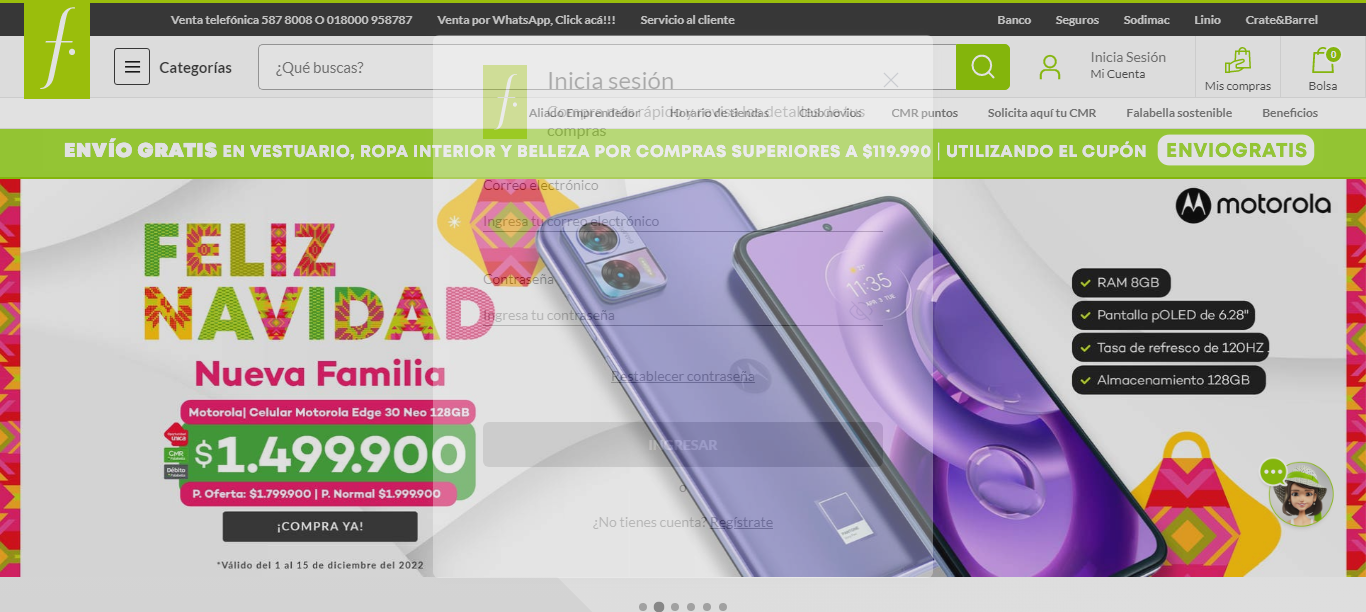 Venta telefónica 587 8008 O 018000 958787
Venta por WhatsApp, Click acá!!!
Servicio al cliente
Banco
Seguros
Sodimac
Linio
Crate&Barrel
f.
Categorías
¿Qué buscas?
Inicia Sesión
Mi Cuenta
Mis compras
0
Bolsa
Inicia sesión
Compra más rápido y revisa los detalles de tus
compras
Aliado Emprendedor
Horario de tiendas
Club novios
CMR puntos
Solicita aquí tu CMR
Falabella sostenible
Beneficios
ENVÍO GRATIS EN VESTUARIO, ROPA INTERIOR Y BELLEZA POR COMPRAS SUPERIORES A $119.990 | UTILIZANDO EL CUPÓN ENVIOGRATIS
Correo electrónico
Ingresa tu correo electrónico
Contraseña
Ingresa tu contraseña
Restablecer contraseña
INGRESAR
o
¿No tienes cuenta? Regístrate
FELIZ
NAVIDAD
Nueva Familia
Motorola| Celular Motorola Edge 30 Neo 128GB
Oportunidad
única
CMR
Débito
$1.499.900
P. Oferta: $1.799.900 | P. Normal $1.999.900
¡COMPRA YA!
*Válido del 1 al 15 de diciembre del 2022
11:35
PANTONE
motorola
RAM 8GB
Pantalla pOLED de 6.28"
Tasa de refresco de 120HZ
Almacenamiento 128GB